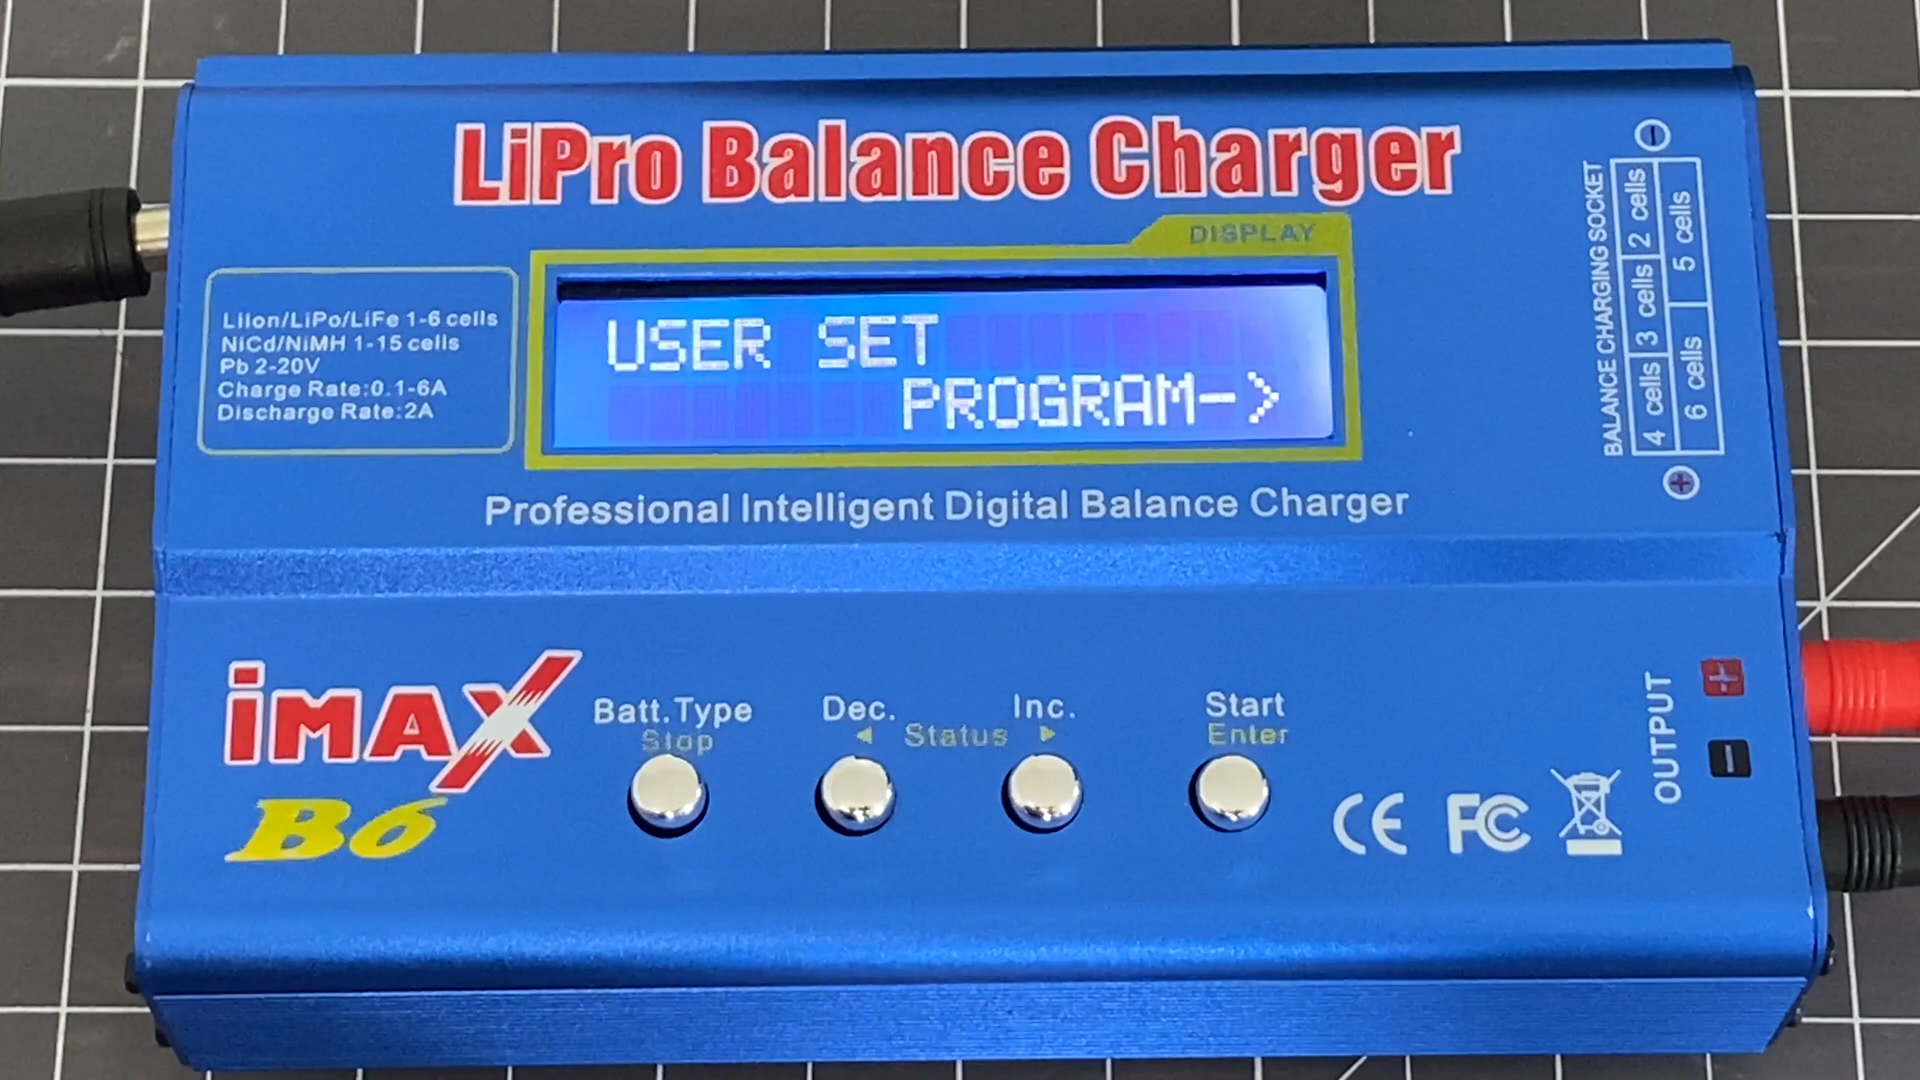 LiPro Balance Charger
DISPLAY
LiIon/LiPo/LiFe 1-6 cells
NiCd/NiMH 1-15 cells
Pb 2-20V
Charge Rate:0.1-6A
Discharge Rate:2A
USER SET
PROGRAM->
Professional Intelligent Digital Balance Charger
BALANCE CHARGING SOCKET
4 cells 3 cells 2 cells
6 cells 5 cells
iMAX
B6
Batt.Type
Stop
Dec. Inc.
◄ Status ►
Start
Enter
CE FC
OUTPUT
+
-